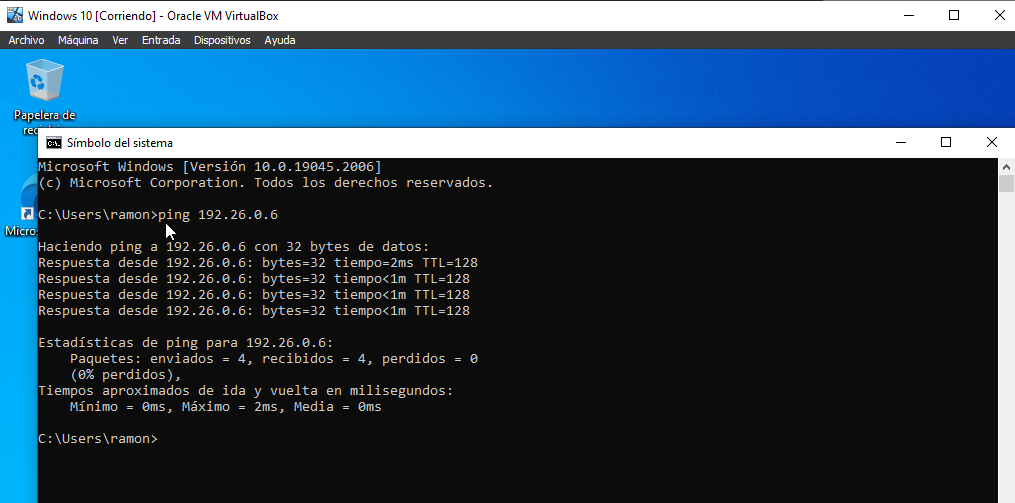 Windows 10 [Corriendo] - Oracle VM VirtualBox
Archivo Máquina Ver Entrada Dispositivos Ayuda
Papelera de
Símbolo del sistema
Microsoft Windows [Versión 10.0.19045.2006]
(c) Microsoft Corporation. Todos los derechos reservados.
C:\Users\ramon>ping 192.26.0.6
Micro
Haciendo ping a 192.26.0.6 con 32 bytes de datos:
Respuesta desde 192.26.0.6: bytes=32 tiempo=2ms TTL=128
Respuesta desde 192.26.0.6: bytes=32 tiempo<1m TTL=128
Respuesta desde 192.26.0.6: bytes=32 tiempo<1m TTL=128
Respuesta desde 192.26.0.6: bytes=32 tiempo<1m TTL=128
Estadísticas de ping para 192.26.0.6:
Paquetes: enviados = 4, recibidos = 4, perdidos = 0
(0% perdidos),
Tiempos aproximados de ida y vuelta en milisegundos:
Mínimo = 0ms, Máximo = 2ms, Media = 0ms
C:\Users\ramon>